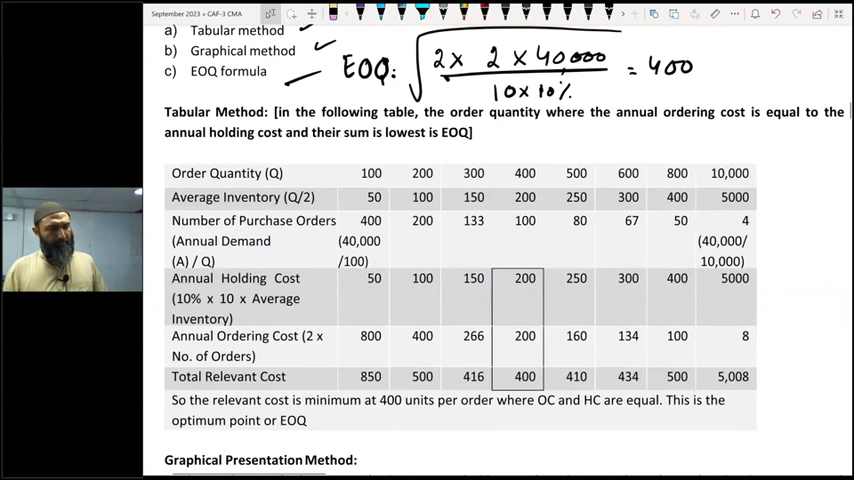 September 2023 » CAF-3 CMA
a) Tabular method
b) Graphical method
c) EOQ formula
EOQ: √ 2 x 2 x 40,000
10 x 10% = 400
Tabular Method: [in the following table, the order quantity where the annual ordering cost is equal to the
annual holding cost and their sum is lowest is EOQ]
Order Quantity (Q) 100 200 300 400 500 600 800 10,000
Average Inventory (Q/2) 50 100 150 200 250 300 400 5000
Number of Purchase Orders 400 200 133 100 80 67 50 4
(Annual Demand (40,000 (40,000/
(A) / Q) /100) 10,000)
Annual Holding Cost 50 100 150 200 250 300 400 5000
(10% x 10 x Average
Inventory)
Annual Ordering Cost (2 x 800 400 266 200 160 134 100 8
No. of Orders)
Total Relevant Cost 850 500 416 400 410 434 500 5,008
So the relevant cost is minimum at 400 units per order where OC and HC are equal. This is the
optimum point or EOQ
Graphical Presentation Method: